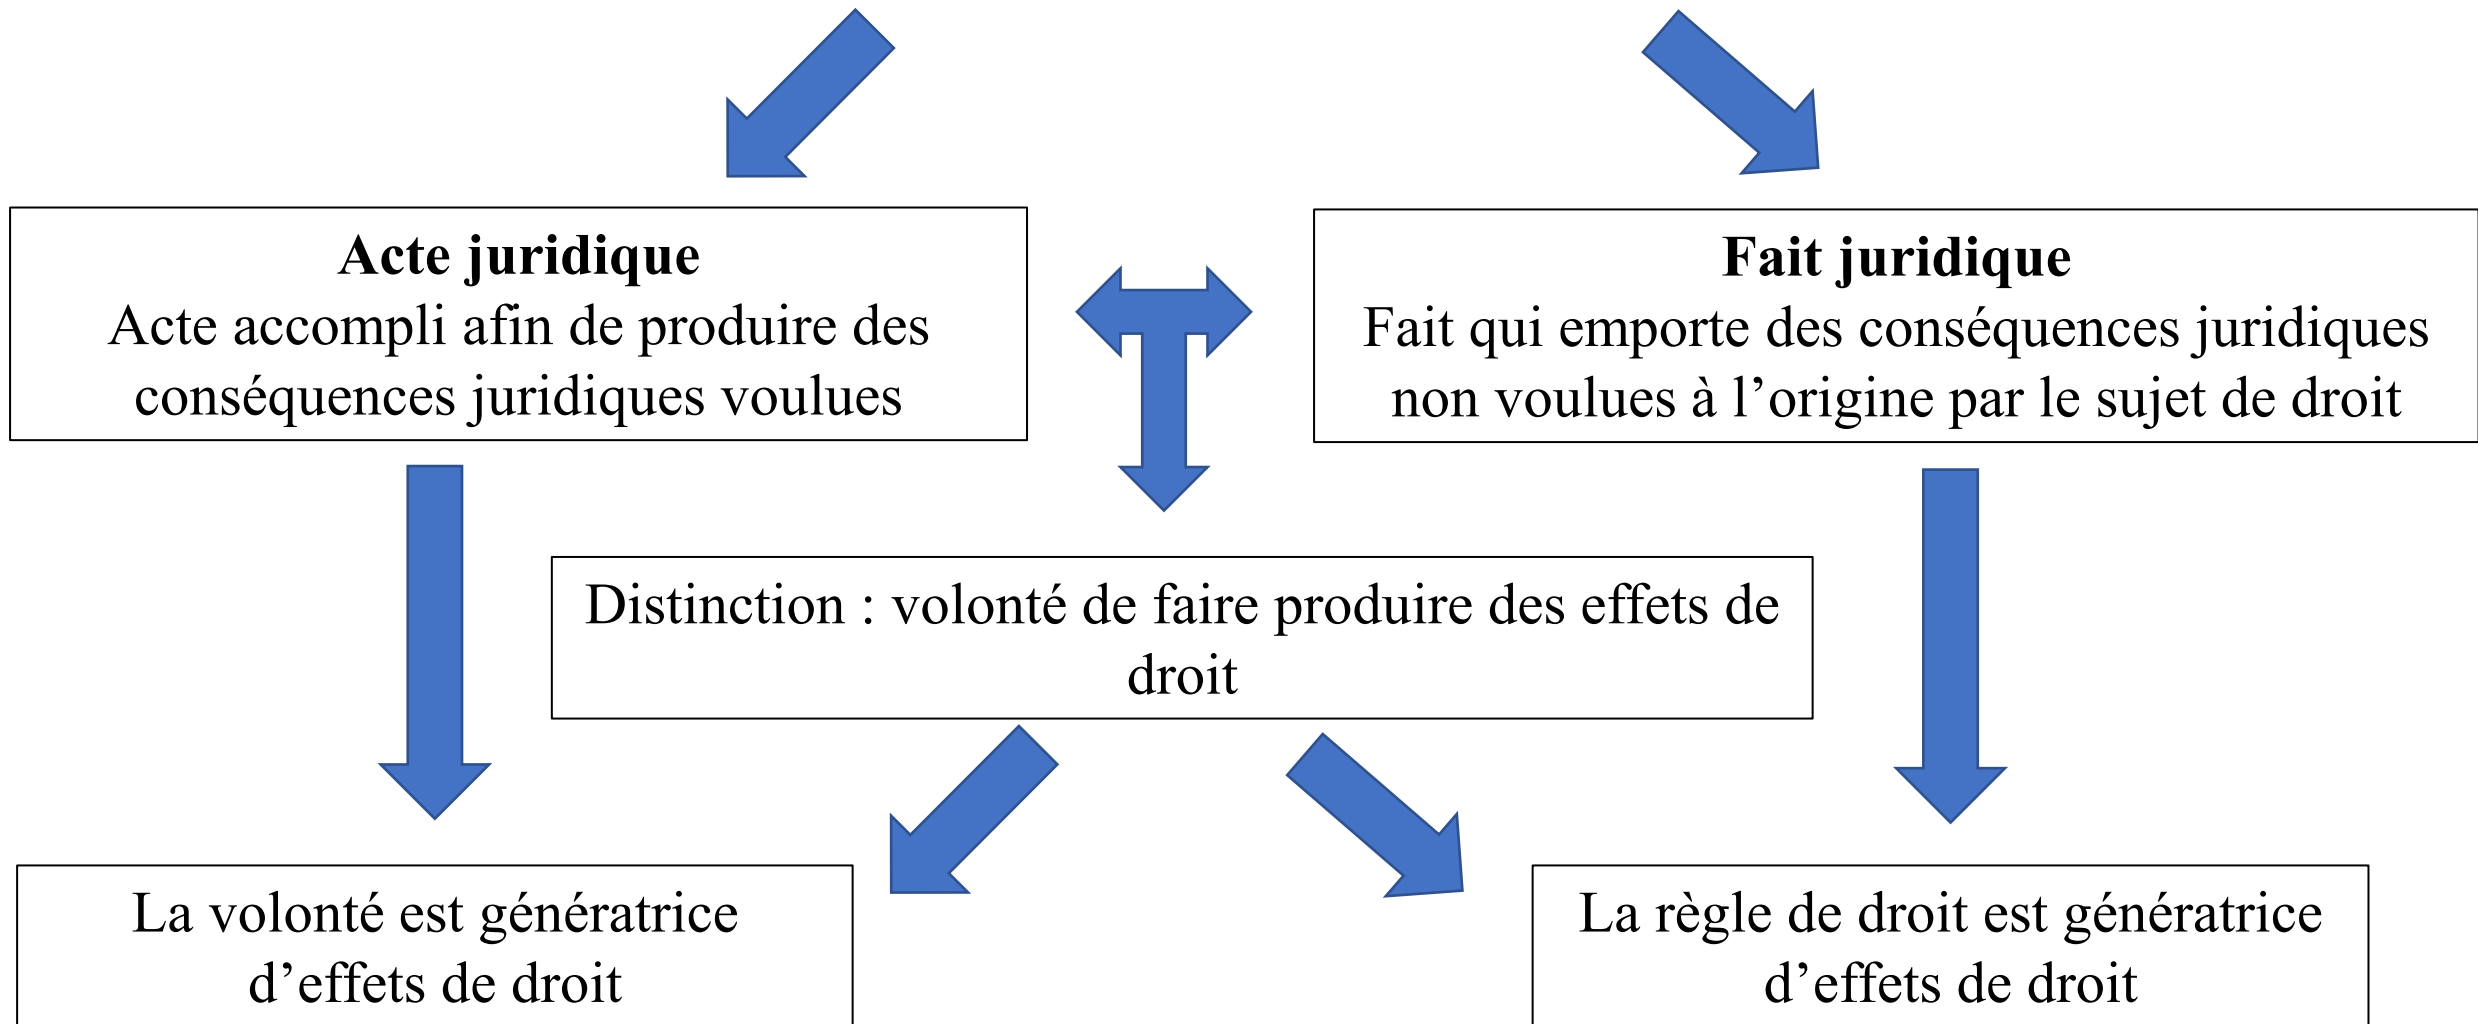 Acte juridique
Acte accompli afin de produire des
conséquences juridiques voulues
Fait juridique
Fait qui emporte des conséquences juridiques
non voulues à l’origine par le sujet de droit
Distinction : volonté de faire produire des effets de
droit
La volonté est génératrice
d’effets de droit
La règle de droit est génératrice
d’effets de droit